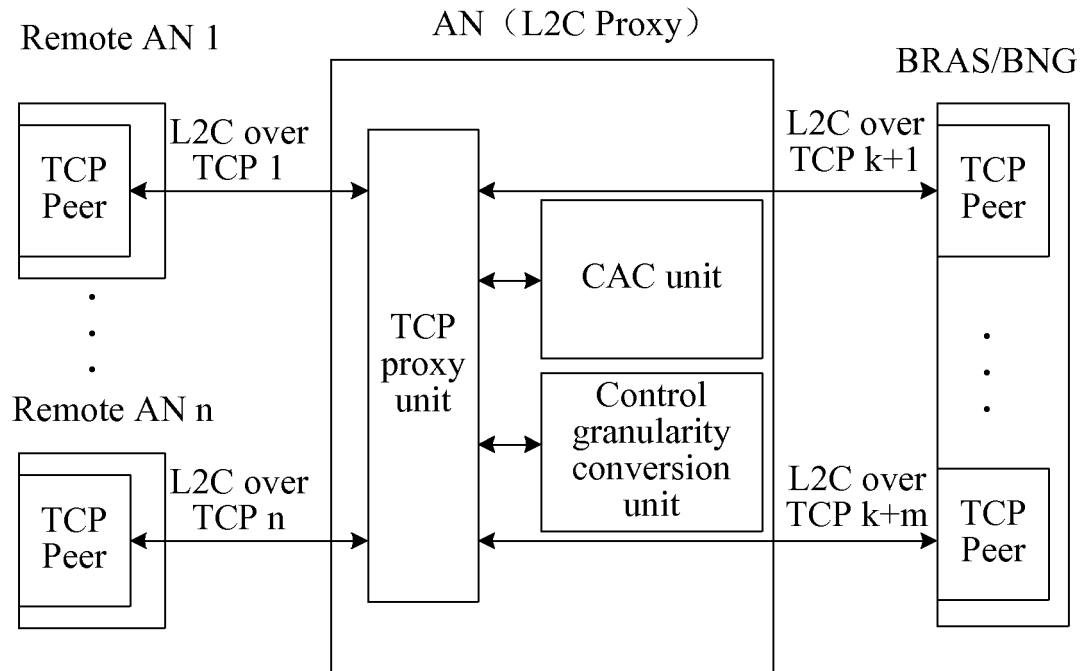 Remote AN 1
AN（L2C Proxy）
BRAS/BNG
L2C over
TCP 1
TCP
Peer
L2C over
TCP k+1
TCP
Peer
CAC unit
TCP
proxy
unit
Remote AN n
Control
granularity
conversion
unit
L2C over
TCP n
TCP
Peer
L2C over
TCP k+m
TCP
Peer